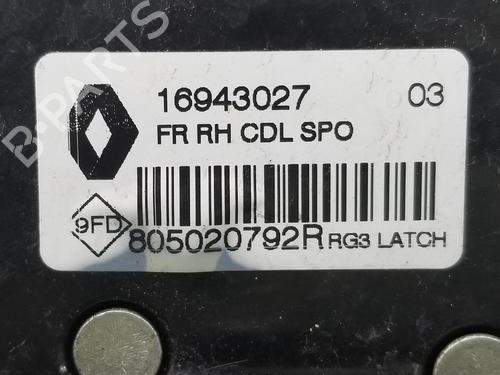 B-PARTS
16943027 03
FR RH CDL SPO
9FD
805020792R RG3 LATCH